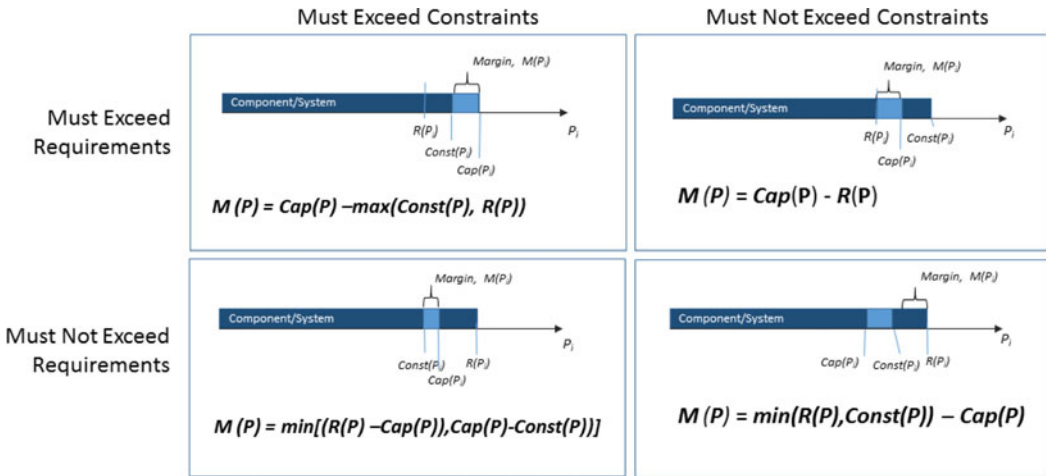 Must Exceed Constraints
Must Not Exceed Constraints
Must Exceed
Requirements
Margin, M(Pᵢ)
Component/System
Pᵢ
R(Pᵢ)
Const(Pᵢ)
Cap(Pᵢ)
M (P) = Cap(P) –max(Const(P), R(P))
Margin, M(Pᵢ)
Component/System
Pᵢ
R(Pᵢ)
Const(Pᵢ)
Cap(Pᵢ)
M (P) = Cap(P) - R(P)
Must Not Exceed
Requirements
Margin, M(Pᵢ)
Component/System
Pᵢ
Const(Pᵢ)
R(Pᵢ)
Cap(Pᵢ)
M (P) = min[(R(P) –Cap(P)),Cap(P)-Const(P))]
Margin, M(Pᵢ)
Component/System
Pᵢ
Cap(Pᵢ)
Const(Pᵢ)
R(Pᵢ)
M (P) = min(R(P),Const(P)) – Cap(P)